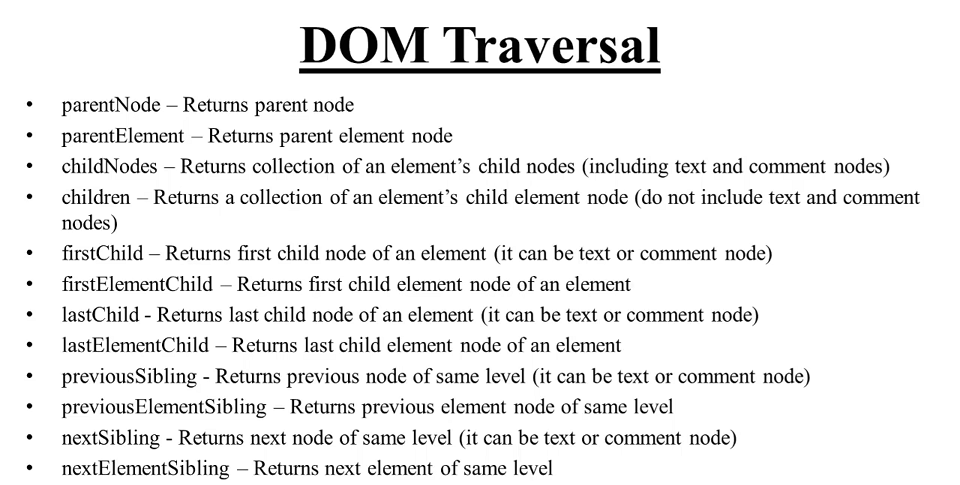 DOM Traversal
• parentNode – Returns parent node
• parentElement – Returns parent element node
• childNodes – Returns collection of an element’s child nodes (including text and comment nodes)
• children – Returns a collection of an element’s child element node (do not include text and comment
nodes)
• firstChild – Returns first child node of an element (it can be text or comment node)
• firstElementChild – Returns first child element node of an element
• lastChild - Returns last child node of an element (it can be text or comment node)
• lastElementChild – Returns last child element node of an element
• previousSibling - Returns previous node of same level (it can be text or comment node)
• previousElementSibling – Returns previous element node of same level
• nextSibling - Returns next node of same level (it can be text or comment node)
• nextElementSibling – Returns next element of same level